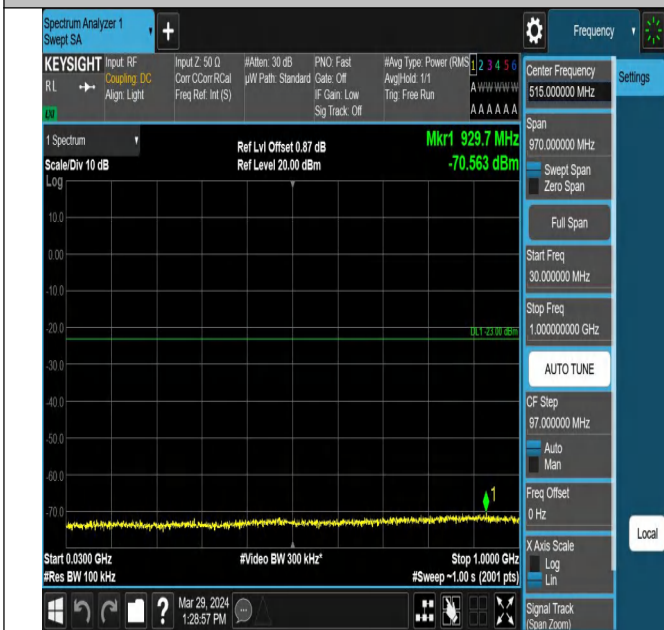 Spectrum Analyzer 1
Swept SA
+
Frequency
KEYSIGHT
RL
Input: RF
Coupling: DC
Align: Light
Input Z: 50 Ω
Corr CCorr RCal
Freq Ref: Int (S)
#Atten: 30 dB
µW Path: Standard
PNO: Fast
Gate: Off
IF Gain: Low
Sig Track: Off
#Avg Type: Power (RMS
Avg|Hold: 1/1
Trig: Free Run
1 2 3 4 5 6
A W W W W W
A A A A A A
1 Spectrum
Scale/Div 10 dB
Log
Ref Lvl Offset 0.87 dB
Ref Level 20.00 dBm
Mkr1 929.7 MHz
-70.563 dBm
10.0
0.00
-10.0
-20.0
-30.0
-40.0
-50.0
-60.0
-70.0
DL1 -23.00 dBm
1
Start 0.0300 GHz
#Res BW 100 kHz
#Video BW 300 kHz*
Stop 1.0000 GHz
#Sweep ~1.00 s (2001 pts)
Mar 29, 2024
1:28:57 PM
?
Center Frequency
515.000000 MHz
Span
970.000000 MHz
Swept Span
Zero Span
Full Span
Start Freq
30.000000 MHz
Stop Freq
1.000000000 GHz
AUTO TUNE
CF Step
97.000000 MHz
Auto
Man
Freq Offset
0 Hz
X Axis Scale
Log
Lin
Signal Track
(Span Zoom)
Settings
Local